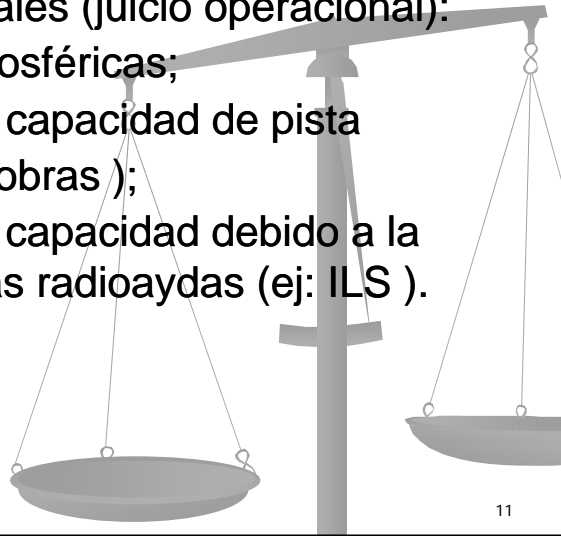 ales (juicio operacional):
osféricas;
capacidad de pista
obras );
capacidad debido a la
as radioaydas (ej: ILS ).
11